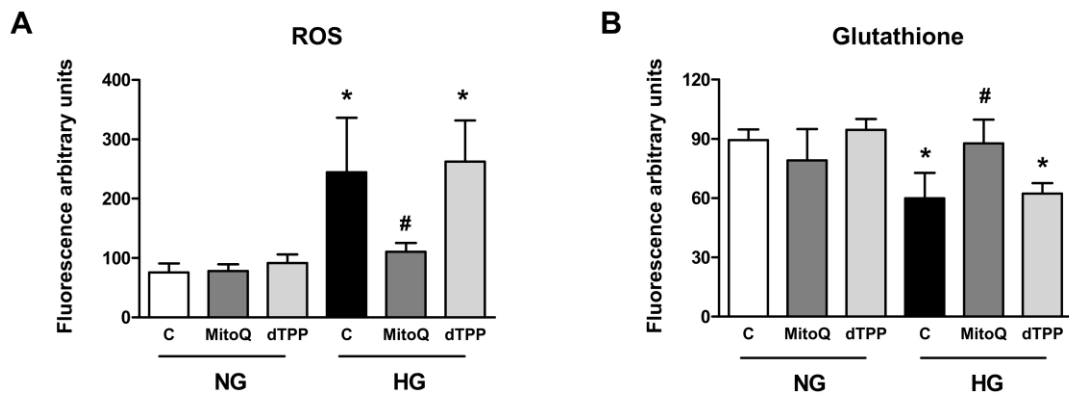 A
ROS
Fluorescence arbitrary units
400
300
200
100
0
*
#
*
C MitoQ dTPP C MitoQ dTPP
NG HG
B
Glutathione
Fluorescence arbitrary units
120
90
60
30
0
*
#
*
C MitoQ dTPP C MitoQ dTPP
NG HG